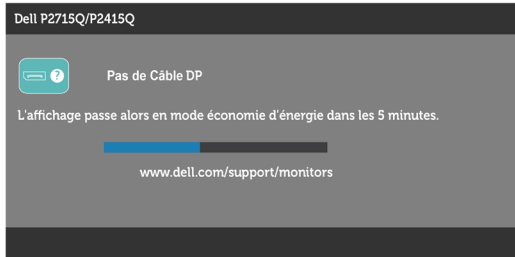 Dell P2715Q/P2415Q
?
Pas de Câble DP
L'affichage passe alors en mode économie d'énergie dans les 5 minutes.
www.dell.com/support/monitors